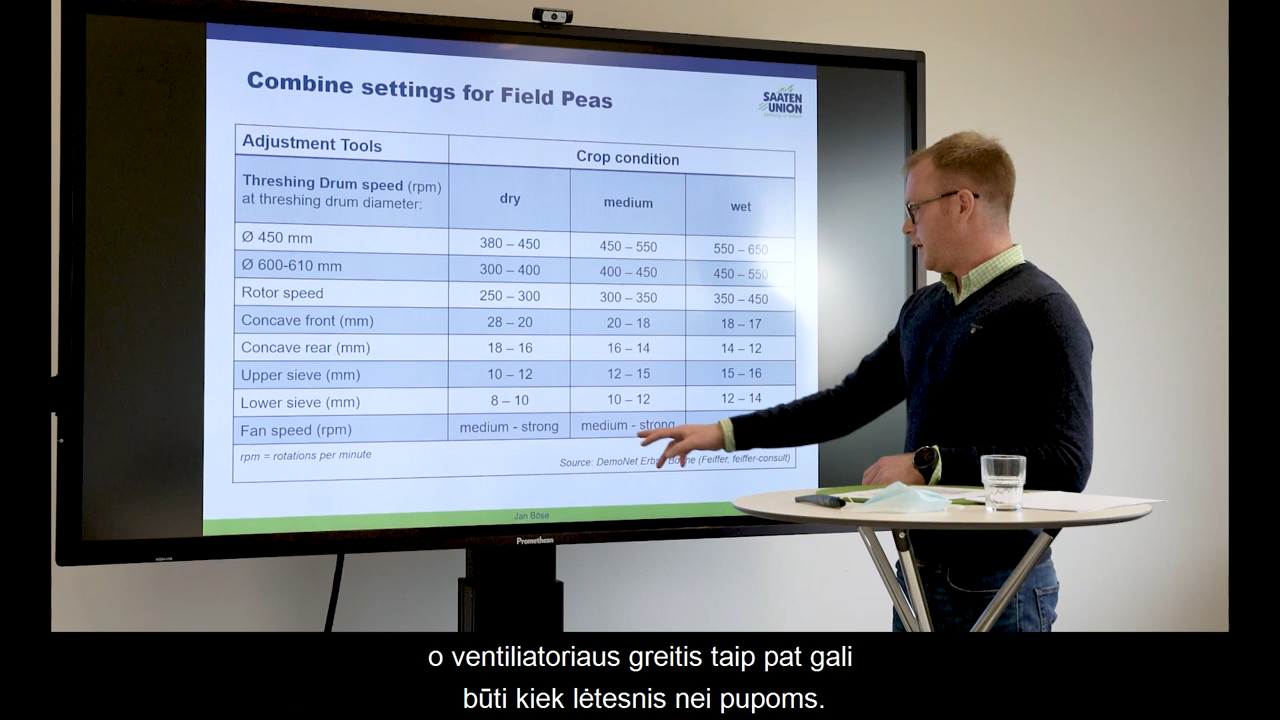 Combine settings for Field Peas
SAATEN
UNION
Adjustment Tools
Crop condition
Threshing Drum speed (rpm)
at threshing drum diameter:
dry
medium
wet
Ø 450 mm
380 – 450
450 – 550
550 – 650
Ø 600-610 mm
300 – 400
400 – 450
450 – 550
Rotor speed
250 – 300
300 – 350
350 – 450
Concave front (mm)
28 – 20
20 – 18
18 – 17
Concave rear (mm)
18 – 16
16 – 14
14 – 12
Upper sieve (mm)
10 – 12
12 – 15
15 – 16
Lower sieve (mm)
8 – 10
10 – 12
12 – 14
Fan speed (rpm)
medium - strong
medium - strong
rpm = rotations per minute
Source: DemoNet (Feiffer, feiffer-consult)
Jan Böse
Promethean
o ventiliatoriaus greitis taip pat gali
būti kiek lėtesnis nei pupoms.